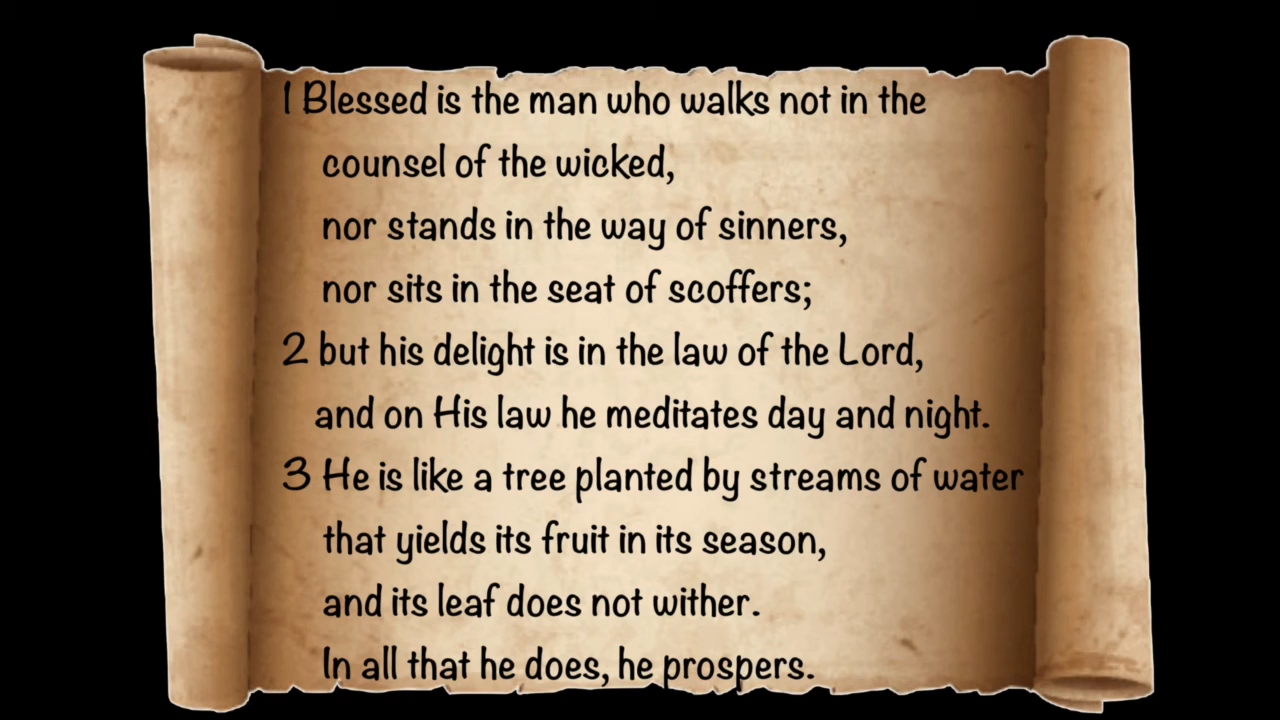 1 Blessed is the man who walks not in the
counsel of the wicked,
nor stands in the way of sinners,
nor sits in the seat of scoffers;
2 but his delight is in the law of the Lord,
and on His law he meditates day and night.
3 He is like a tree planted by streams of water
that yields its fruit in its season,
and its leaf does not wither.
In all that he does, he prospers.